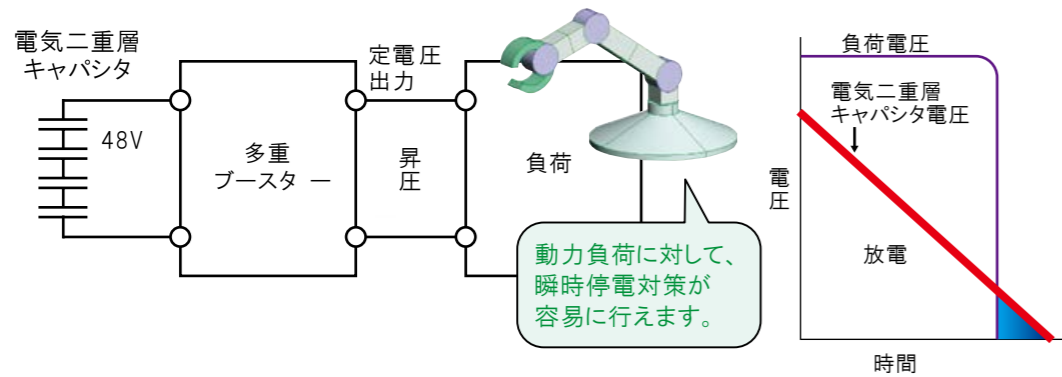 電気二重層
キャパシタ
48V
多重
ブースター
定電圧
出力
昇圧
負荷
動力負荷に対して、
瞬時停電対策が
容易に行えます。
電圧
負荷電圧
電気二重層
キャパシタ電圧
放電
時間